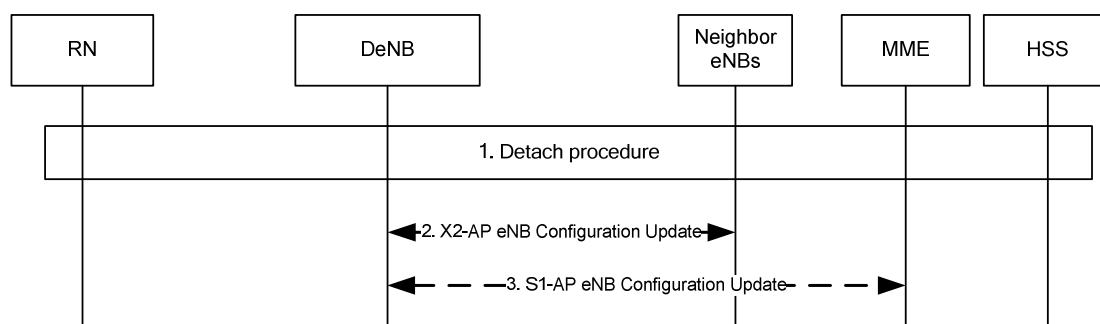 RN
DeNB
Neighbor
eNBs
MME
HSS
1. Detach procedure
2. X2-AP eNB Configuration Update
3. S1-AP eNB Configuration Update